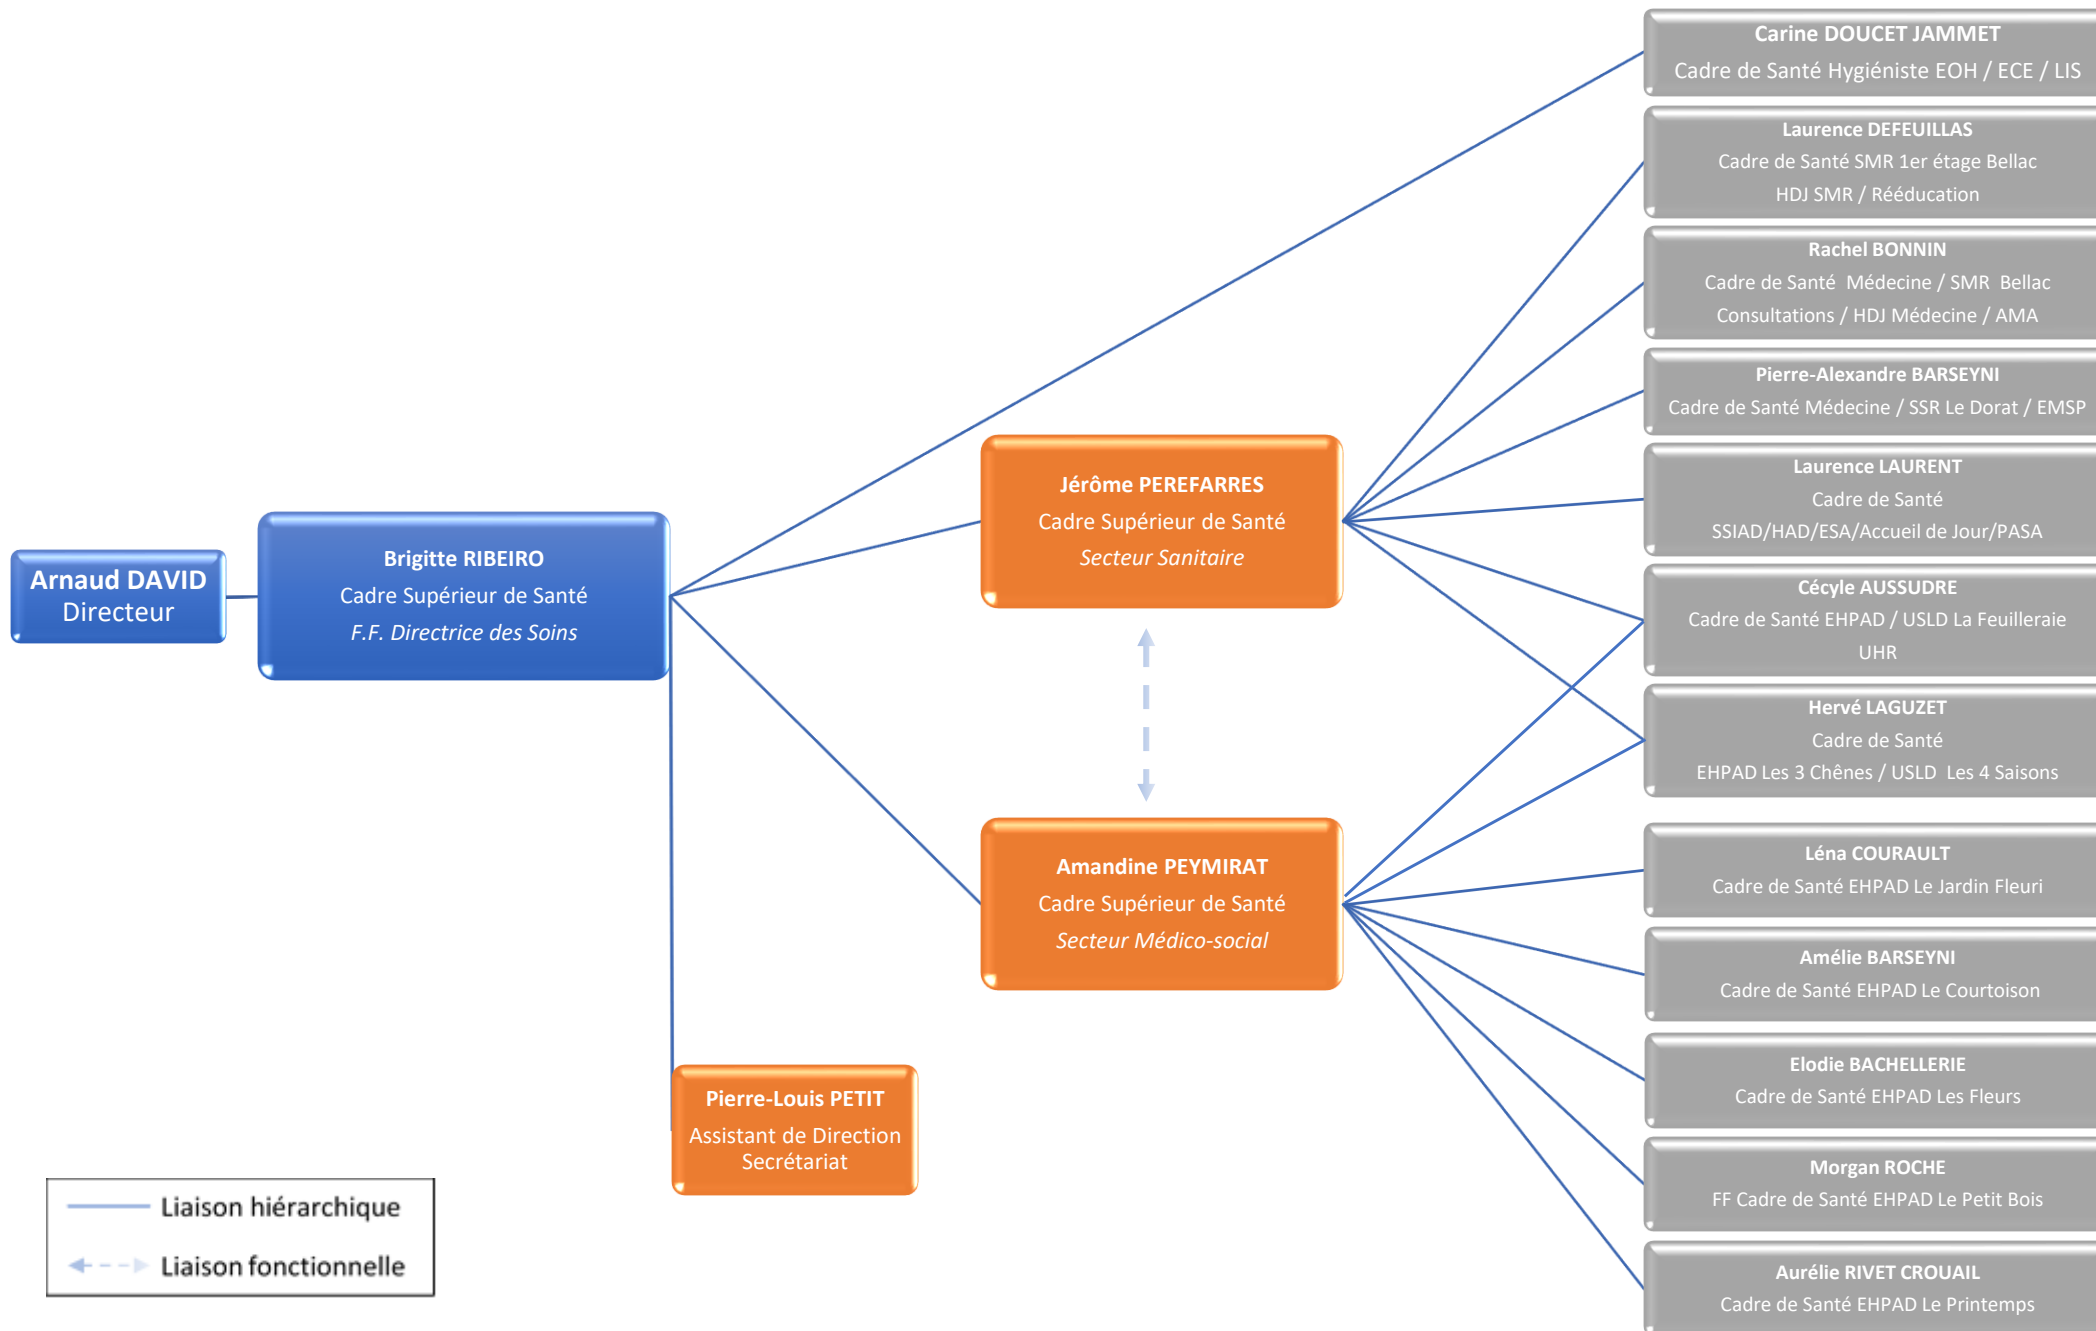 Arnaud DAVID
Directeur
Brigitte RIBEIRO
Cadre Supérieur de Santé
F.F. Directrice des Soins
Jérôme PEREFARRES
Cadre Supérieur de Santé
Secteur Sanitaire
Amandine PEYMIRAT
Cadre Supérieur de Santé
Secteur Médico-social
Pierre-Louis PETIT
Assistant de Direction
Secrétariat
Carine DOUCET JAMMET
Cadre de Santé Hygiéniste EOH / ECE / LIS
Laurence DEFEUILLAS
Cadre de Santé SMR 1er étage Bellac
HDJ SMR / Rééducation
Rachel BONNIN
Cadre de Santé Médecine / SMR Bellac
Consultations / HDJ Médecine / AMA
Pierre-Alexandre BARSEYNI
Cadre de Santé Médecine / SSR Le Dorat / EMSP
Laurence LAURENT
Cadre de Santé
SSIAD/HAD/ESA/Accueil de Jour/PASA
Cécyle AUSSUDRE
Cadre de Santé EHPAD / USLD La Feuilleraie
UHR
Hervé LAGUZET
Cadre de Santé
EHPAD Les 3 Chênes / USLD Les 4 Saisons
Léna COURAULT
Cadre de Santé EHPAD Le Jardin Fleuri
Amélie BARSEYNI
Cadre de Santé EHPAD Le Courtoison
Elodie BACHELLERIE
Cadre de Santé EHPAD Les Fleurs
Morgan ROCHE
FF Cadre de Santé EHPAD Le Petit Bois
Aurélie RIVET CROUAIL
Cadre de Santé EHPAD Le Printemps
Liaison hiérarchique
Liaison fonctionnelle